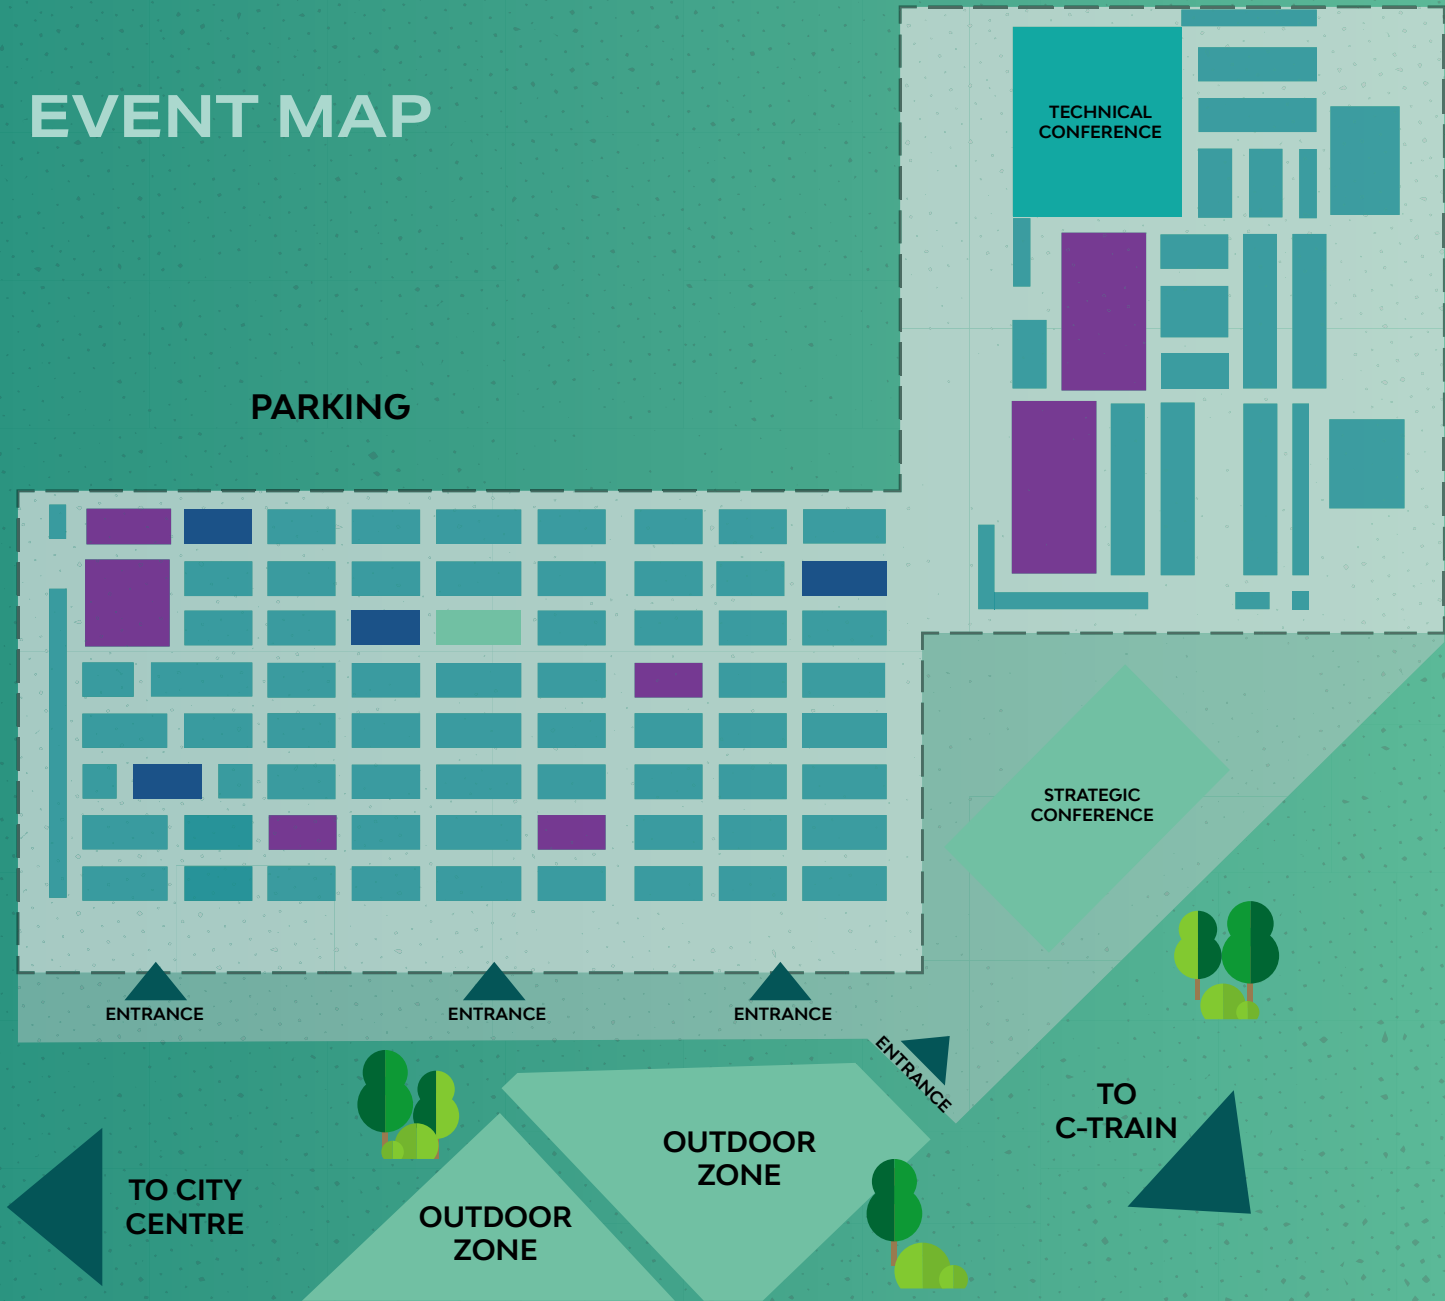 EVENT MAP
TECHNICAL
CONFERENCE
PARKING
STRATEGIC
CONFERENCE
ENTRANCE
ENTRANCE
ENTRANCE
ENTRANCE
TO
C-TRAIN
OUTDOOR
ZONE
TO CITY
CENTRE
OUTDOOR
ZONE